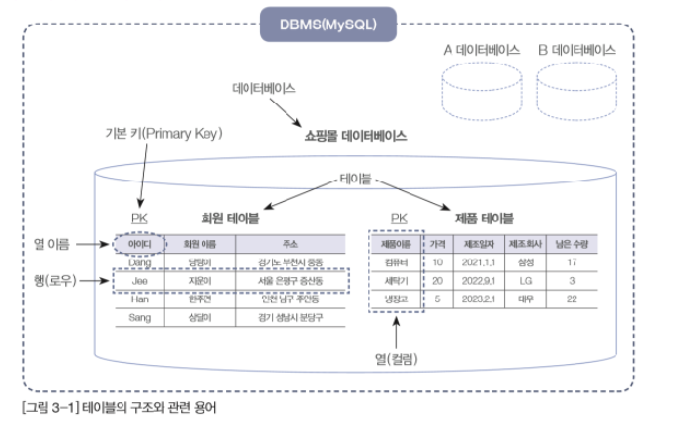 DBMS(MySQL)
A 데이터베이스 B 데이터베이스
데이터베이스
기본 키(Primary Key)
쇼핑몰 데이터베이스
테이블
PK 회원 테이블 PK 제품 테이블
열 이름
아이디 회원 이름 주소
제품이름 가격 제조일자 제조회사 남은 수량
Dang 당탕이 경기도 부천시 중동
컴퓨터 10 2021.1.1 삼성 17
행(로우)
Jee 지운이 서울 은평구 증산동
세탁기 20 2022.9.1 LG 3
Han 한주연 인천 남구 주안동
냉장고 5 2023.2.1 대우 22
Sang 상달이 경기 성남시 분당구
열(컬럼)
[그림 3-1] 테이블의 구조와 관련 용어